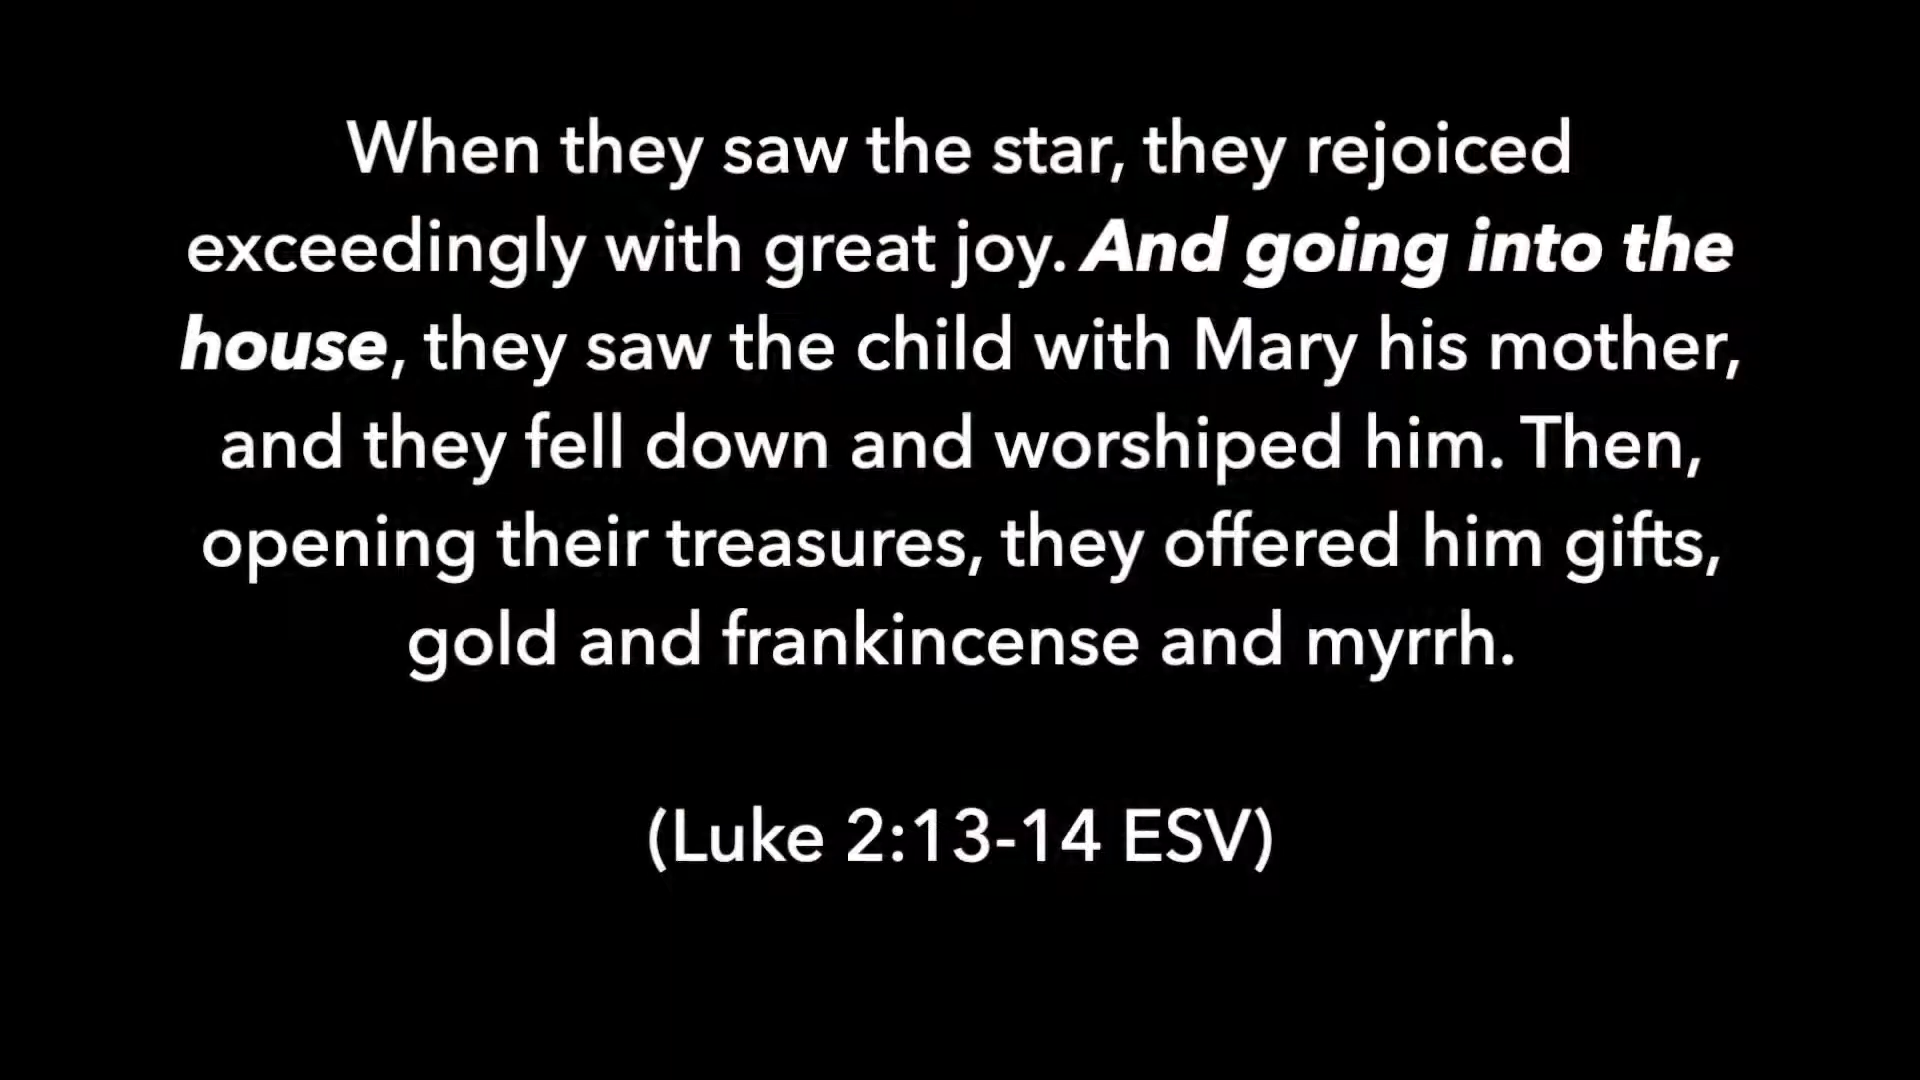 When they saw the star, they rejoiced
exceedingly with great joy. And going into the
house, they saw the child with Mary his mother,
and they fell down and worshiped him. Then,
opening their treasures, they offered him gifts,
gold and frankincense and myrrh.
(Luke 2:13-14 ESV)